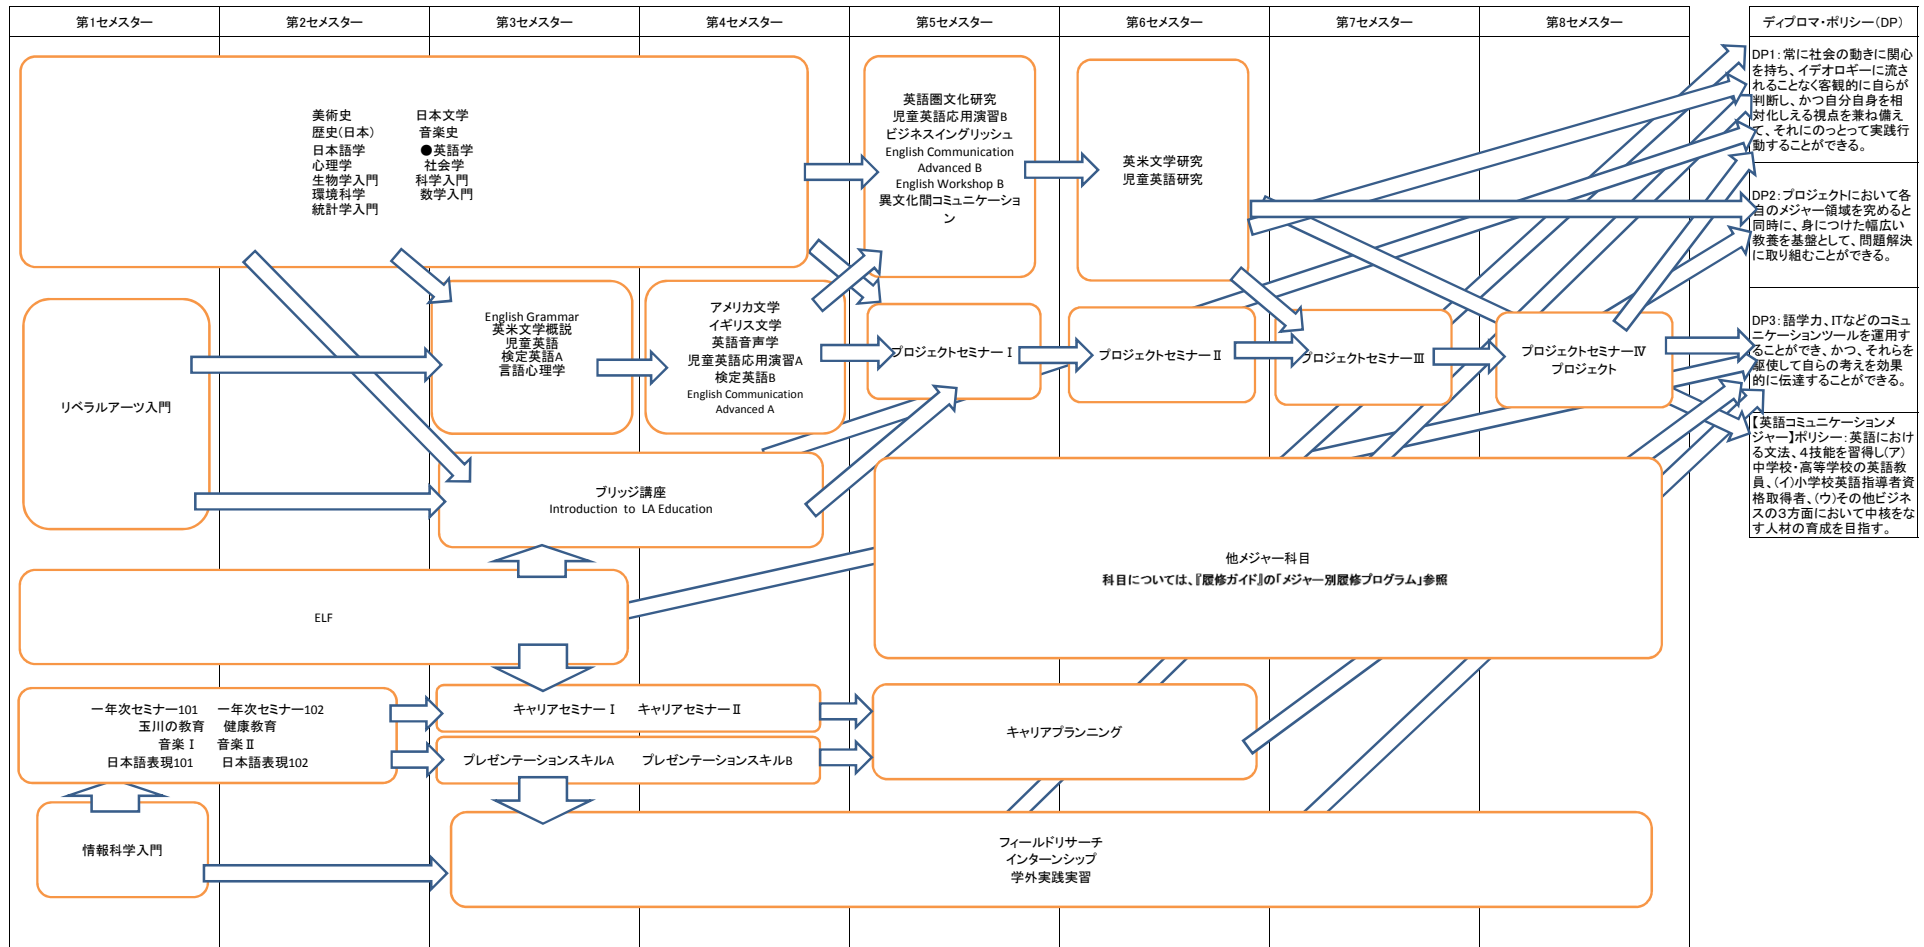 第1セメスター
第2セメスター
第3セメスター
第4セメスター
第5セメスター
第6セメスター
第7セメスター
第8セメスター
ディプロマ・ポリシー(DP)
美術史 日本文学
歴史(日本) 音楽史
日本語学 ●英語学
心理学 社会学
生物学入門 科学入門
環境科学 数学入門
統計学入門
英語圏文化研究
児童英語応用演習B
ビジネスイングリッシュ
English Communication
Advanced B
English Workshop B
異文化間コミュニケーショ
ン
英米文学研究
児童英語研究
DP1：常に社会の動きに関心
を持ち、イデオロギーに流さ
れることなく客観的に自らが
判断し、かつ自分自身を相
対化しえる視点を兼ね備え
て、それにのっとって実践行
動することができる。
DP2：プロジェクトにおいて各
自のメジャー領域を究めると
同時に、身につけた幅広い
教養を基盤として、問題解決
に取り組むことができる。
DP3：語学力、ITなどのコミュ
ニケーションツールを運用す
ることができ、かつ、それらを
駆使して自らの考えを効果
的に伝達することができる。
【英語コミュニケーションメ
ジャー】ポリシー：英語におけ
る文法、4技能を習得し(ア)
中学校・高等学校の英語教
員、(イ)小学校英語指導者資
格取得者、(ウ)その他ビジネ
スの3方面において中核をな
す人材の育成を目指す。
リベラルアーツ入門
English Grammar
英米文学概説
児童英語
検定英語A
言語心理学
アメリカ文学
イギリス文学
英語音声学
児童英語応用演習A
検定英語B
English Communication
Advanced A
プロジェクトセミナーⅠ
プロジェクトセミナーⅡ
プロジェクトセミナーⅢ
プロジェクトセミナーⅣ
プロジェクト
ブリッジ講座
Introduction to LA Education
他メジャー科目
科目については、『履修ガイド』の「メジャー別履修プログラム」参照
ELF
一年次セミナー101 一年次セミナー102
玉川の教育 健康教育
音楽Ⅰ 音楽Ⅱ
日本語表現101 日本語表現102
キャリアセミナーⅠ キャリアセミナーⅡ
プレゼンテーションスキルA プレゼンテーションスキルB
キャリアプランニング
情報科学入門
フィールドリサーチ
インターンシップ
学外実践実習